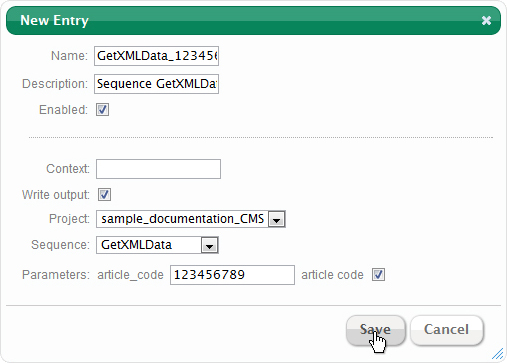 New Entry
Name: GetXMLData_123456
Description: Sequence GetXMLDat
Enabled:
Context:
Write output:
Project: sample_documentation_CMS
Sequence: GetXMLData
Parameters: article_code 123456789 article code
Save Cancel